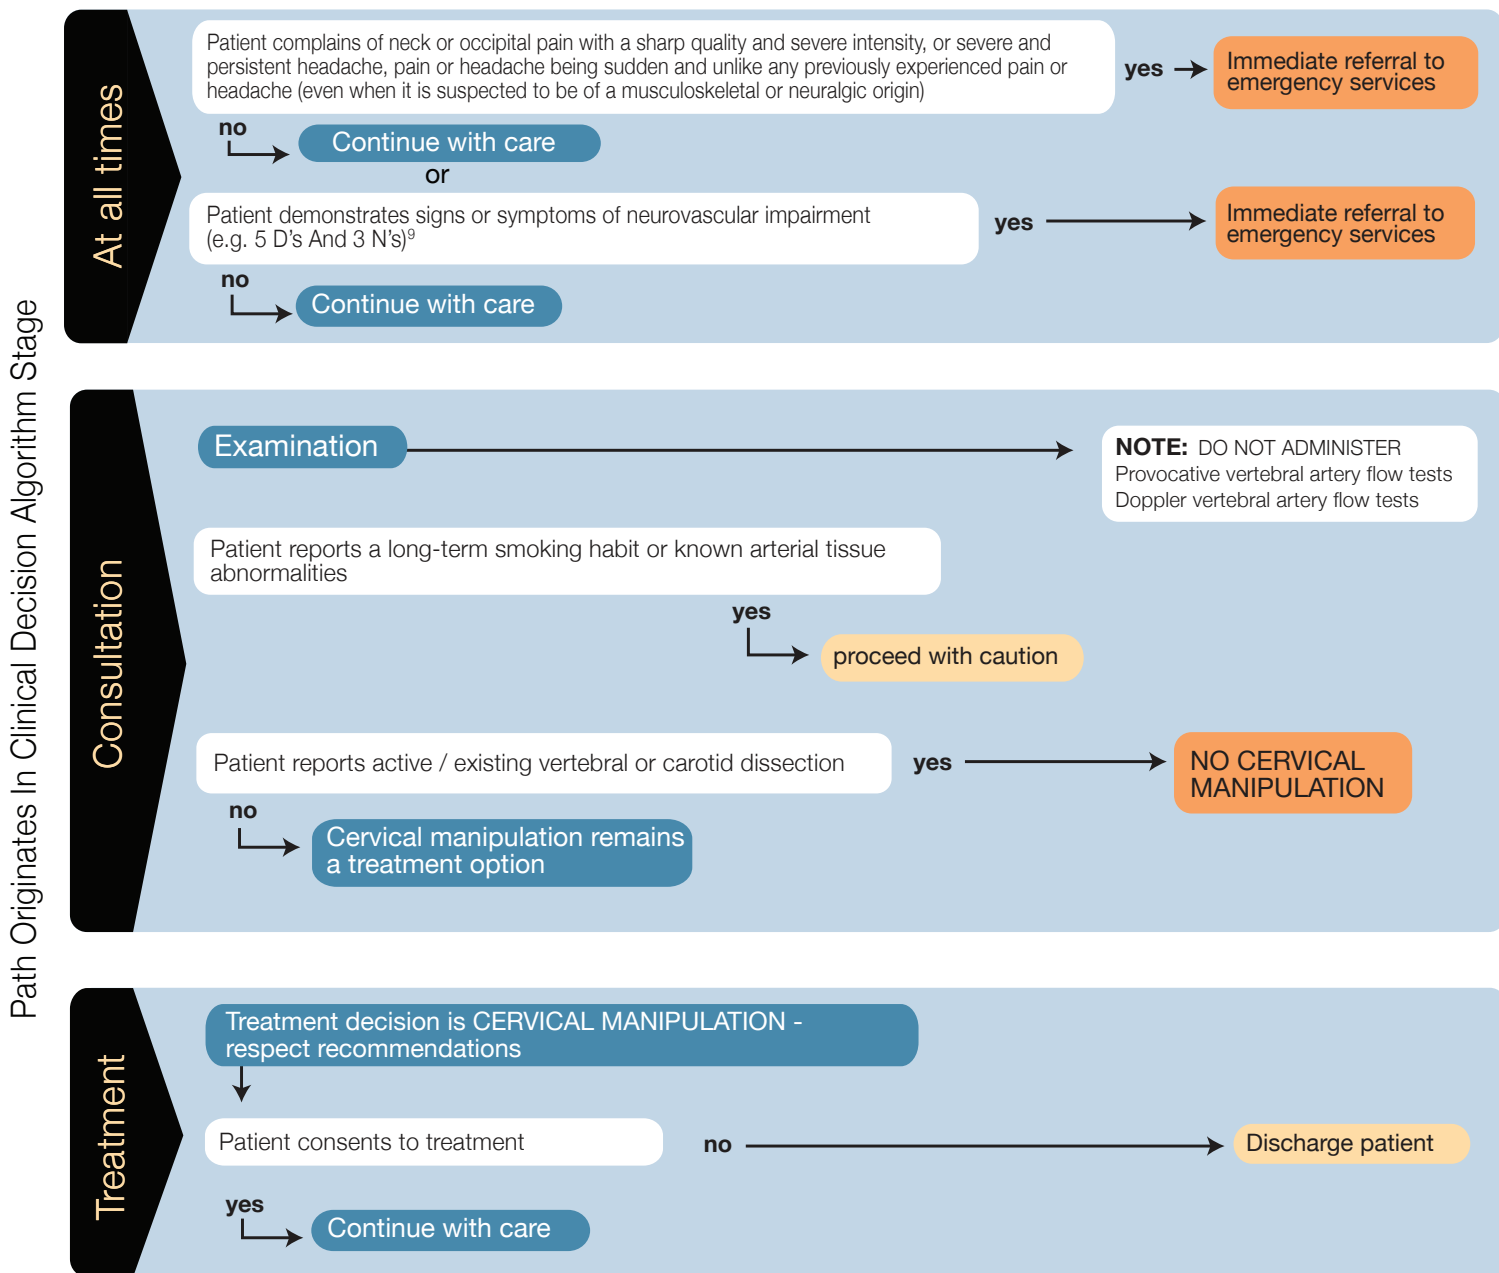 Path Originates In Clinical Decision Algorithm Stage
At all times
Patient complains of neck or occipital pain with a sharp quality and severe intensity, or severe and
persistent headache, pain or headache being sudden and unlike any previously experienced pain or
headache (even when it is suspected to be of a musculoskeletal or neuralgic origin)
yes
Immediate referral to
emergency services
no
Continue with care
or
Patient demonstrates signs or symptoms of neurovascular impairment
(e.g. 5 D's And 3 N's)⁹
yes
Immediate referral to
emergency services
no
Continue with care
Consultation
Examination
NOTE: DO NOT ADMINISTER
Provocative vertebral artery flow tests
Doppler vertebral artery flow tests
Patient reports a long-term smoking habit or known arterial tissue
abnormalities
yes
proceed with caution
Patient reports active / existing vertebral or carotid dissection
yes
NO CERVICAL
MANIPULATION
no
Cervical manipulation remains
a treatment option
Treatment
Treatment decision is CERVICAL MANIPULATION -
respect recommendations
Patient consents to treatment
no
Discharge patient
yes
Continue with care